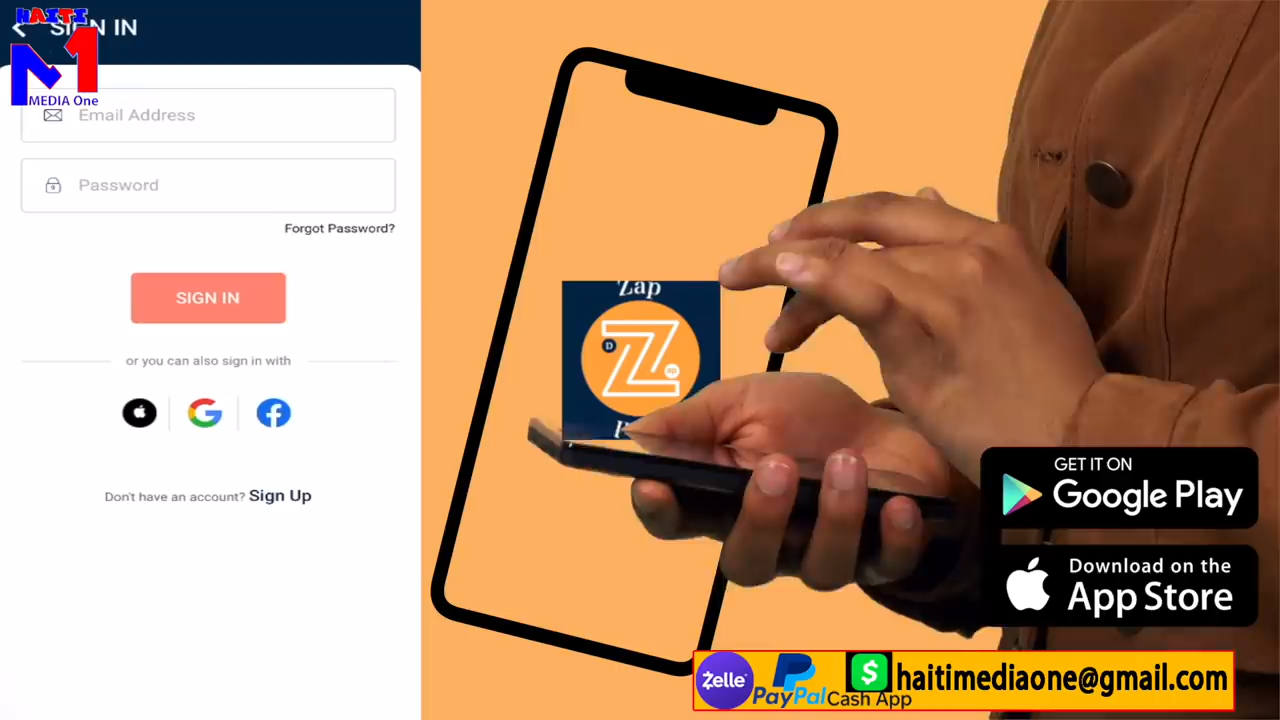 HAITI
M1
MEDIA One
SIGN IN
Email Address
Password
Forgot Password?
SIGN IN
or you can also sign in with
G
f
Don't have an account? Sign Up
Zap
D
Z
GET IT ON
Google Play
Download on the
App Store
Zelle
PayPal
$
Cash App
haitimediaone@gmail.com